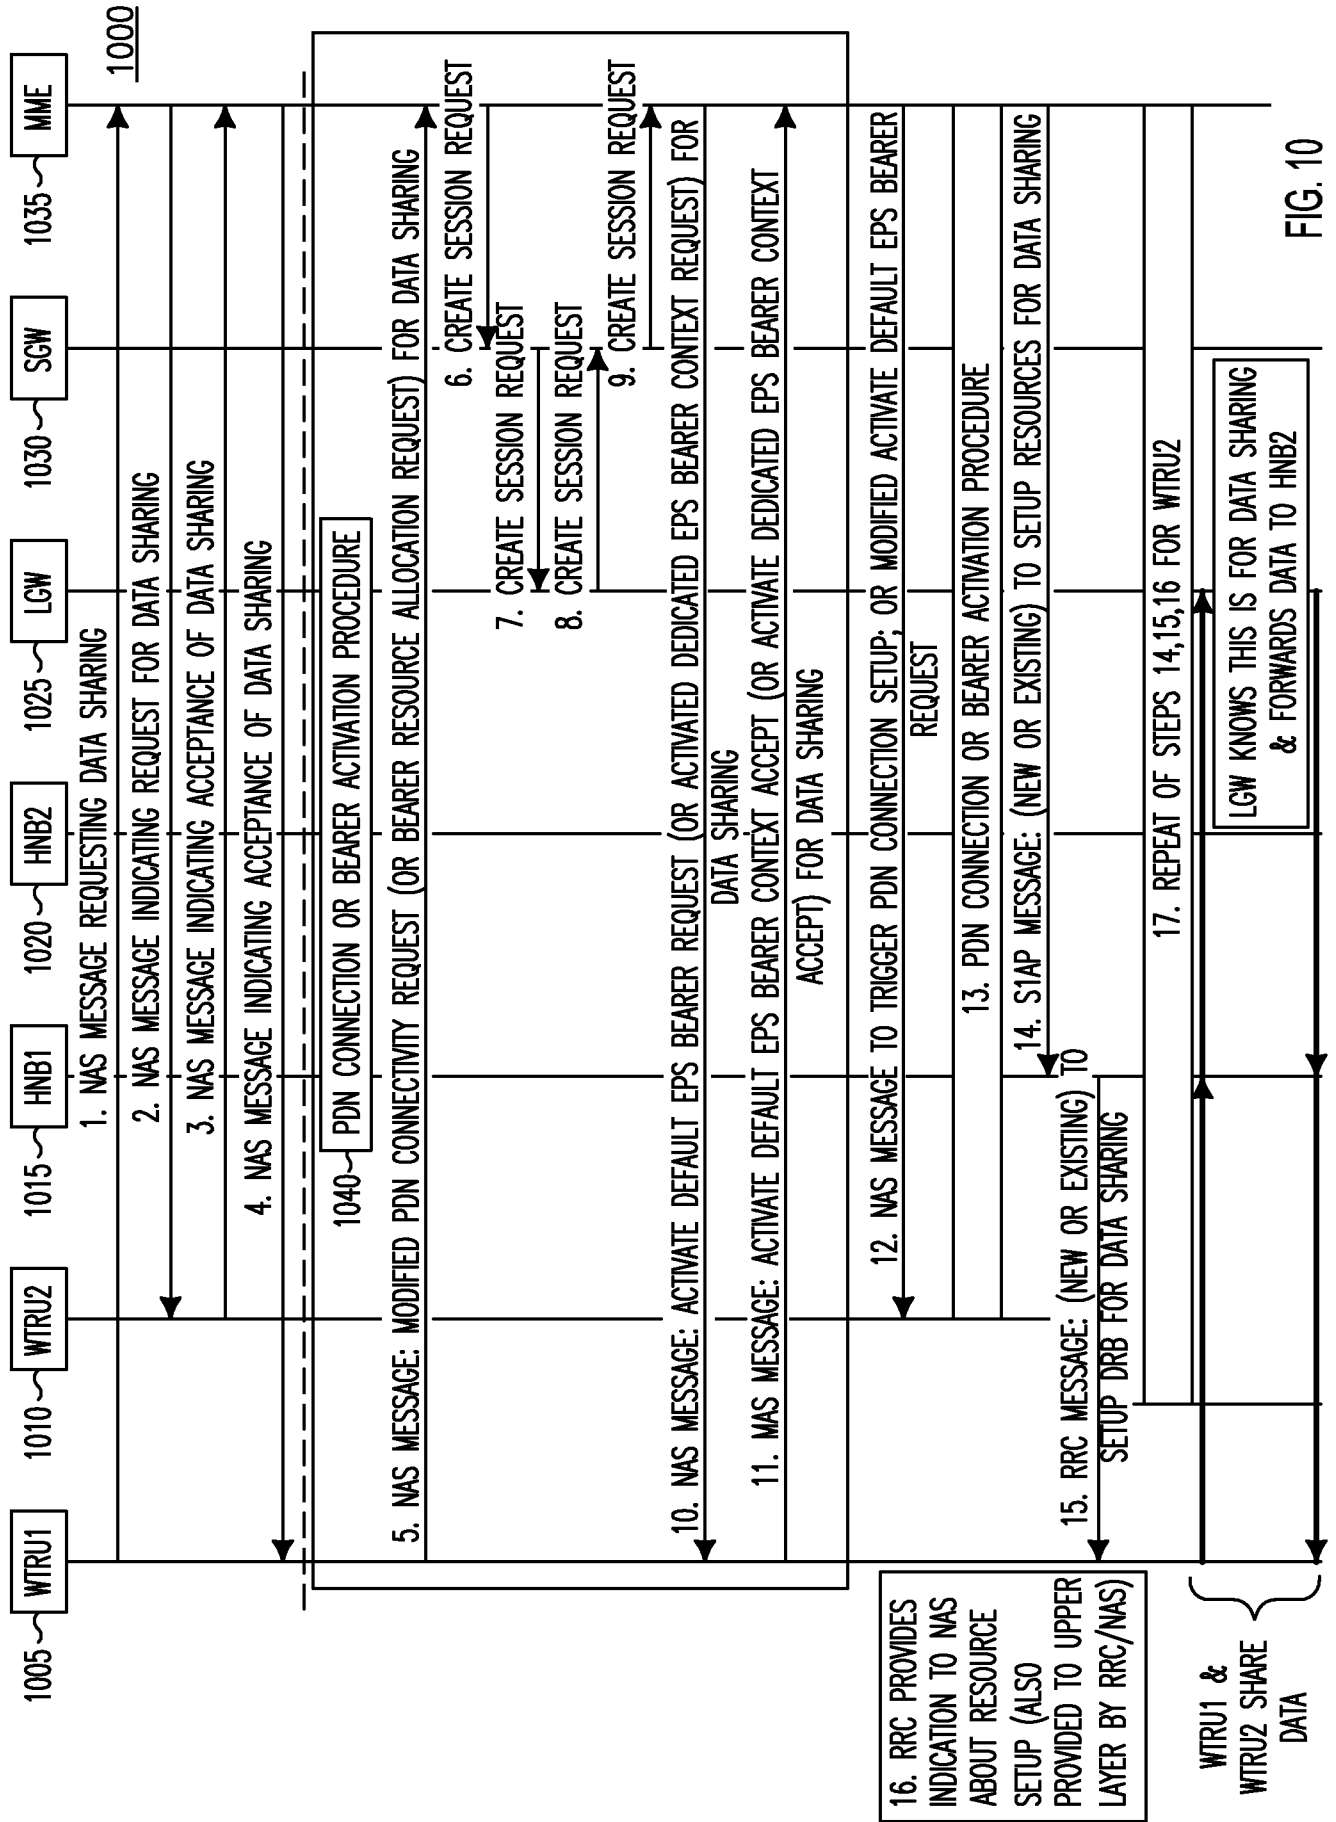 1000
WTRU1
WTRU2
HNB1
HNB2
LGW
SGW
MME
1005
1010
1015
1020
1025
1030
1035
1. NAS MESSAGE REQUESTING DATA SHARING
2. NAS MESSAGE INDICATING REQUEST FOR DATA SHARING
3. NAS MESSAGE INDICATING ACCEPTANCE OF DATA SHARING
4. NAS MESSAGE INDICATING ACCEPTANCE OF DATA SHARING
1040
PDN CONNECTION OR BEARER ACTIVATION PROCEDURE
5. NAS MESSAGE: MODIFIED PDN CONNECTIVITY REQUEST (OR BEARER RESOURCE ALLOCATION REQUEST) FOR DATA SHARING
6. CREATE SESSION REQUEST
7. CREATE SESSION REQUEST
8. CREATE SESSION REQUEST
9. CREATE SESSION REQUEST
10. NAS MESSAGE: ACTIVATE DEFAULT EPS BEARER REQUEST (OR ACTIVATED DEDICATED EPS BEARER CONTEXT REQUEST) FOR
DATA SHARING
11. MAS MESSAGE: ACTIVATE DEFAULT EPS BEARER CONTEXT ACCEPT (OR ACTIVATE DEDICATED EPS BEARER CONTEXT
ACCEPT) FOR DATA SHARING
12. NAS MESSAGE TO TRIGGER PDN CONNECTION SETUP; OR MODIFIED ACTIVATE DEFAULT EPS BEARER
REQUEST
13. PDN CONNECTION OR BEARER ACTIVATION PROCEDURE
14. S1AP MESSAGE: (NEW OR EXISTING) TO SETUP RESOURCES FOR DATA SHARING
15. RRC MESSAGE: (NEW OR EXISTING) TO
SETUP DRB FOR DATA SHARING
16. RRC PROVIDES
INDICATION TO NAS
ABOUT RESOURCE
SETUP (ALSO
PROVIDED TO UPPER
LAYER BY RRC/NAS)
17. REPEAT OF STEPS 14,15,16 FOR WTRU2
WTRU1 &
WTRU2 SHARE
DATA
LGW KNOWS THIS IS FOR DATA SHARING
& FORWARDS DATA TO HNB2
FIG. 10